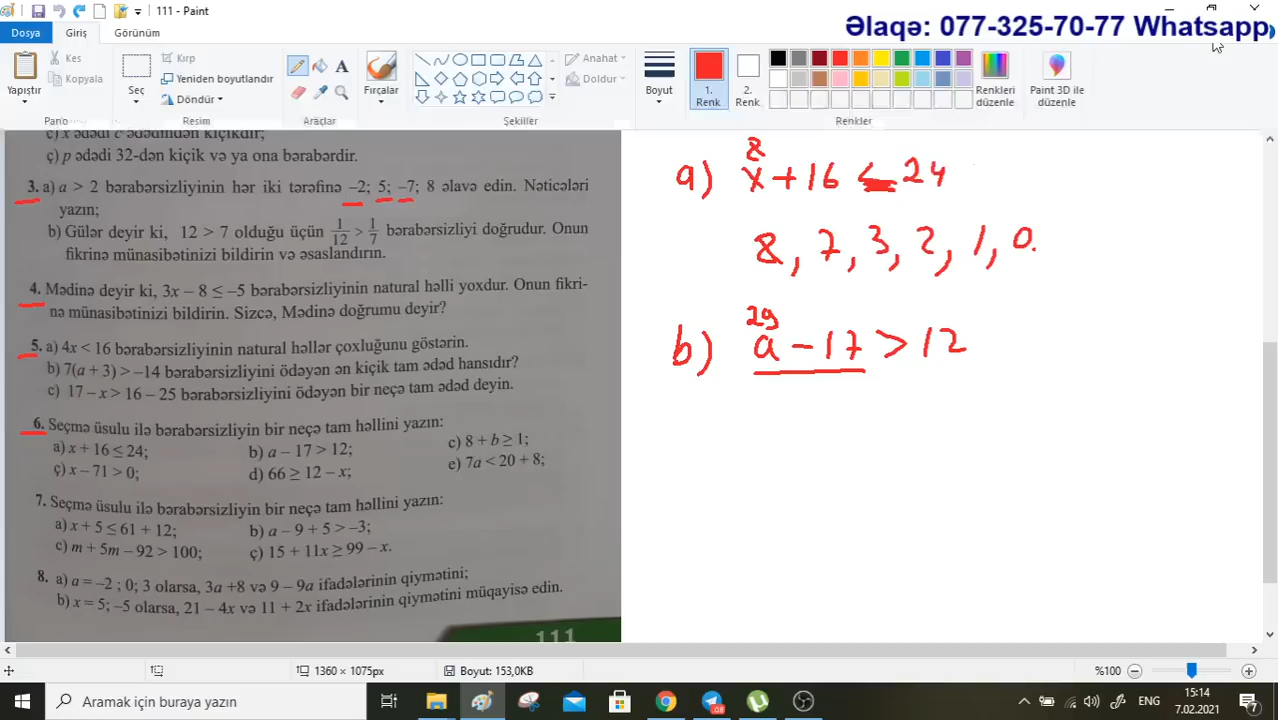 111 - Paint
Əlaqə: 077-325-70-77 Whatsapp
Dosya Giriş Görünüm
Yapıştır
Kes
Kopyala
Pano
Seç
Kırp
Yeniden boyutlandır
Döndür
Resim
A
Araçlar
Fırçalar
Anahat
Doldur
Şekiller
Boyut
1. Renk
2. Renk
Renkleri düzenle
Paint 3D ile düzenle
Renkler
c) x ədədi c ədədindən kiçikdir;
ç) p ədədi 32-dən kiçik və ya ona bərabərdir.
3. a) a > 2 bərabərsizliyinin hər iki tərəfinə −2; 5; −7; 8 əlavə edin. Nəticələri
yazın;
b) Gülər deyir ki, 12 > 7 olduğu üçün 1/12 > 1/7 bərabərsizliyi doğrudur. Onun
fikrinə münasibətinizi bildirin və əsaslandırın.
4. Mədinə deyir ki, 3x − 8 ≤ −5 bərabərsizliyinin natural həlli yoxdur. Onun fikri-
nə münasibətinizi bildirin. Sizcə, Mədinə doğrumu deyir?
5. a) 4x < 16 bərabərsizliyinin natural həllər çoxluğunu göstərin.
b) 7(a + 3) > −14 bərabərsizliyini ödəyən ən kiçik tam ədəd hansıdır?
c) 17 − x > 16 − 25 bərabərsizliyini ödəyən bir neçə tam ədəd deyin.
6. Seçmə üsulu ilə bərabərsizliyin bir neçə tam həllini yazın:
a) x + 16 ≤ 24; b) a − 17 > 12; c) 8 + b ≥ 1;
ç) x − 71 > 0; d) 66 ≥ 12 − x; e) 7a < 20 + 8;
7. Seçmə üsulu ilə bərabərsizliyin bir neçə tam həllini yazın:
a) x + 5 ≤ 61 + 12; b) a − 9 + 5 > −3;
c) m + 5m − 92 > 100; ç) 15 + 11x ≥ 99 − x.
8. a) a = −2 ; 0; 3 olarsa, 3a +8 və 9 − 9a ifadələrinin qiymətini;
b) x = 5; −5 olarsa, 21 − 4x və 11 + 2x ifadələrinin qiymətini müqayisə edin.
111
8
a) x + 16 ≤ 24
8, 7, 3, 2, 1, 0.
29
b) a − 17 > 12
1360 × 1075px
Boyut: 153,0KB
%100
Aramak için buraya yazın
ENG
15:14
7.02.2021